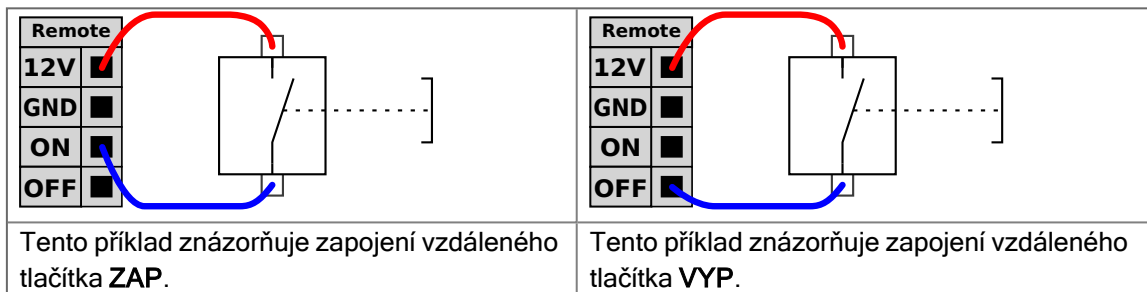 Remote
12V
GND
ON
OFF
Tento příklad znázorňuje zapojení vzdáleného
tlačítka ZAP.
Remote
12V
GND
ON
OFF
Tento příklad znázorňuje zapojení vzdáleného
tlačítka VYP.